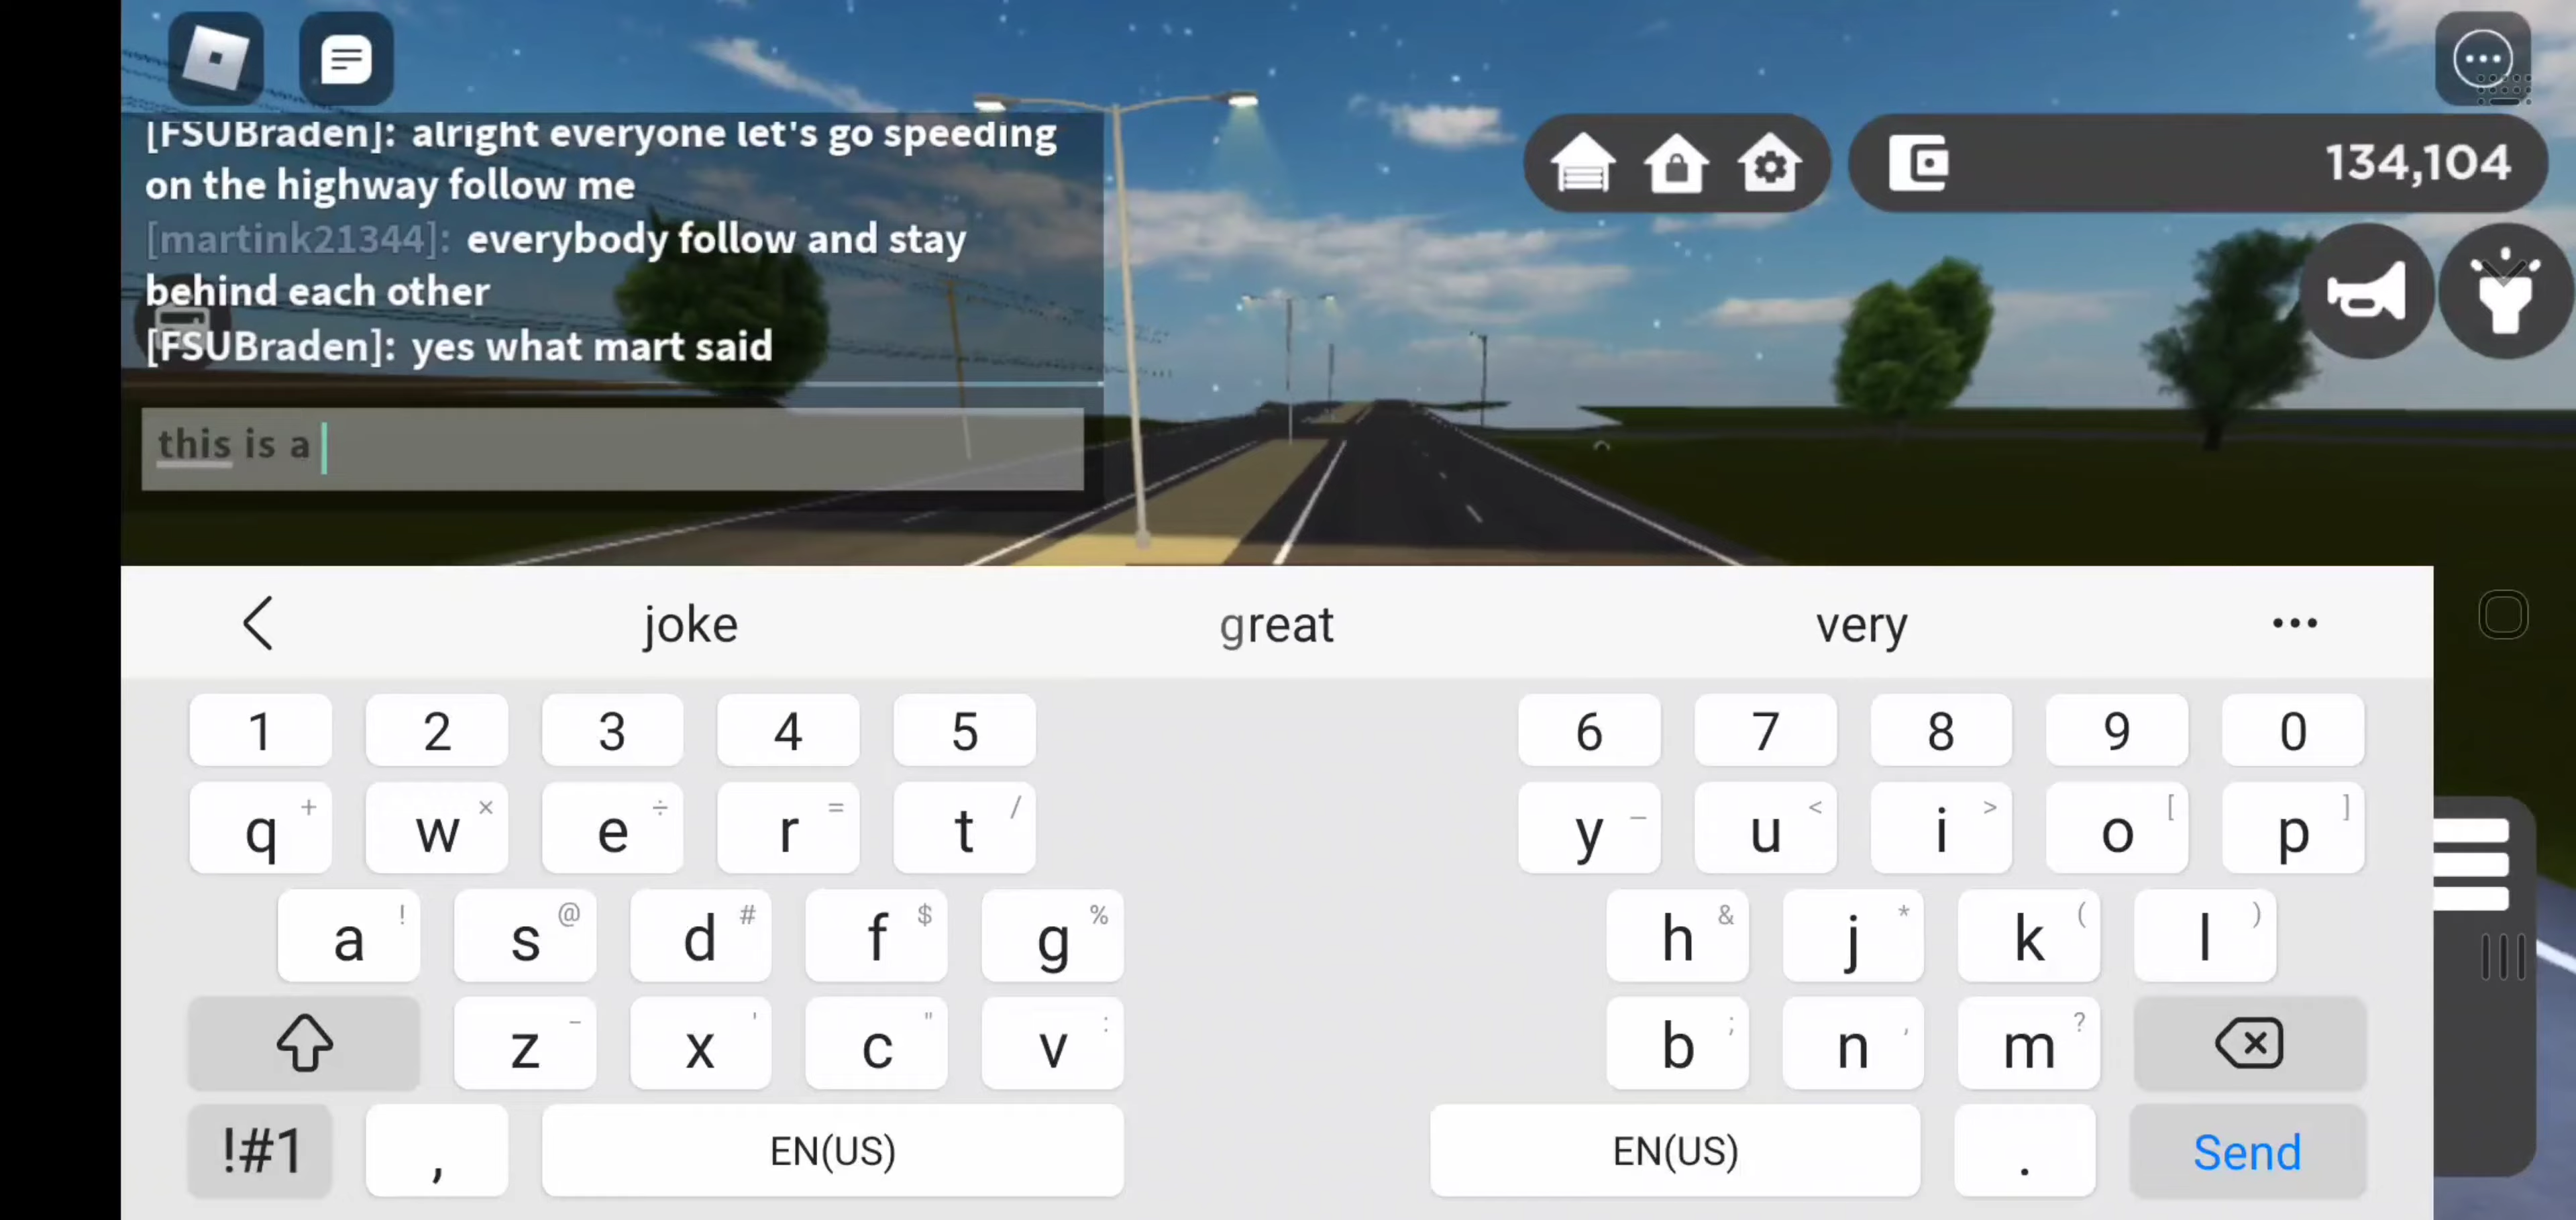 [FSUBraden]: alright everyone let's go speeding
on the highway follow me
134,104
[martink21344]: everybody follow and stay
behind each other
[FSUBraden]: yes what mart said
this is a
joke great very
1 2 3 4 5 6 7 8 9 0
q + w × e ÷ r = t / y _ u < i > o [ p ]
a ! s @ d # f $ g % h & j * k ( l )
z - x ' c " v : b ; n , m ?
!#1 , EN(US) EN(US) . Send